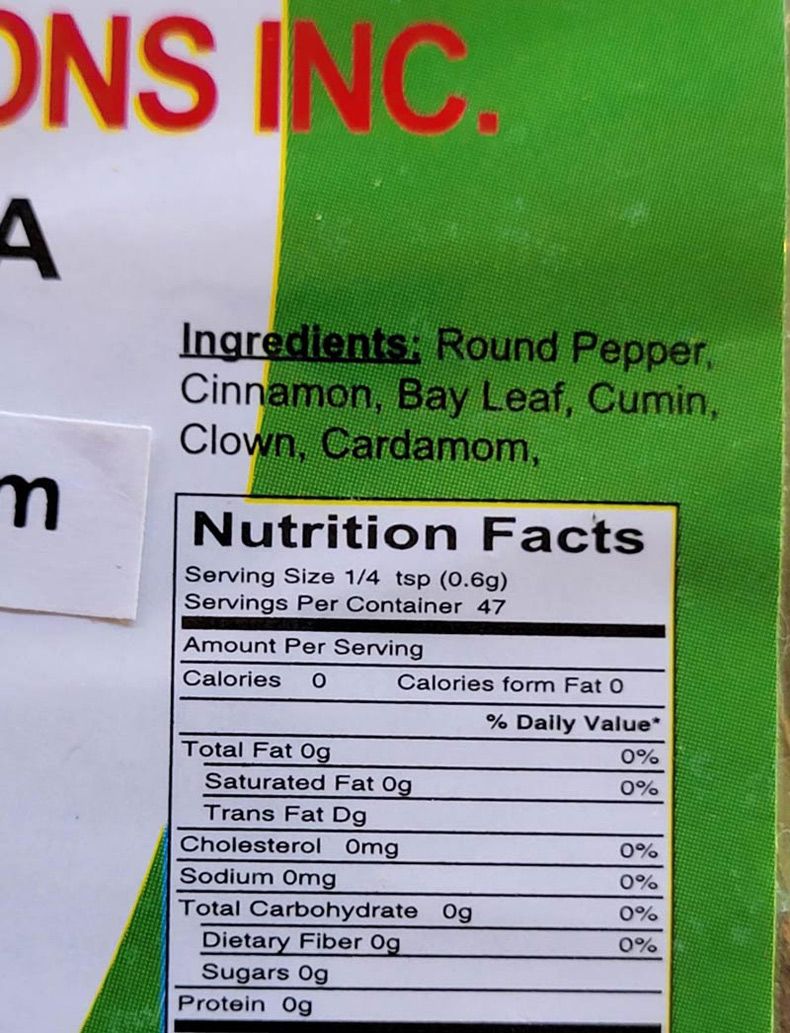 ONS INC.
A
Ingredients: Round Pepper,
Cinnamon, Bay Leaf, Cumin,
Clown, Cardamom,
m
Nutrition Facts
Serving Size 1/4 tsp (0.6g)
Servings Per Container 47
Amount Per Serving
Calories 0 Calories form Fat 0
% Daily Value*
Total Fat 0g 0%
Saturated Fat 0g 0%
Trans Fat Dg
Cholesterol 0mg 0%
Sodium 0mg 0%
Total Carbohydrate 0g 0%
Dietary Fiber 0g 0%
Sugars 0g
Protein 0g